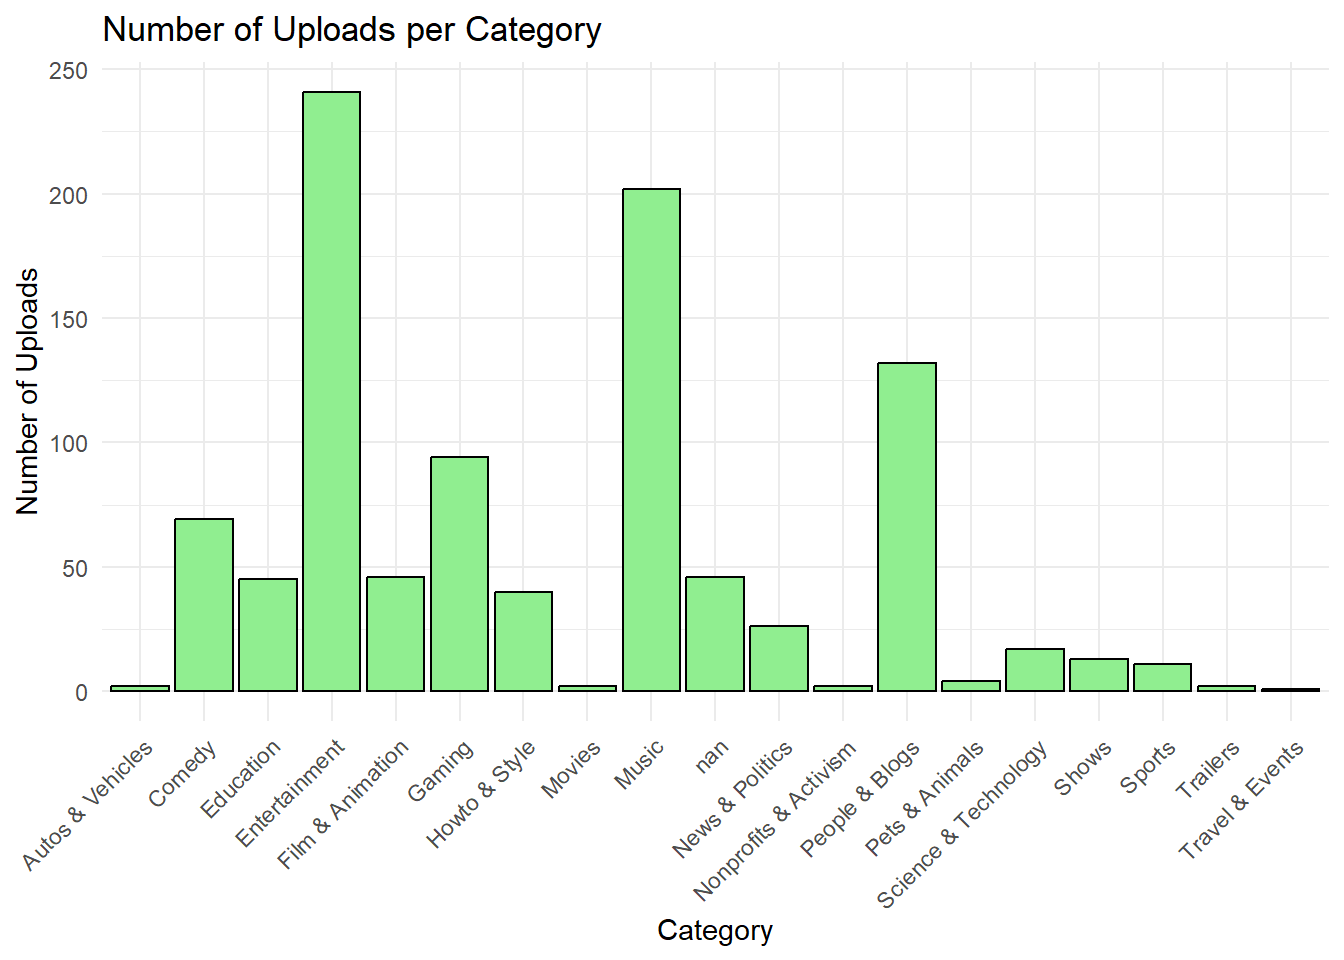 Number of Uploads per Category
Number of Uploads
250
200
150
100
50
0
Autos & Vehicles
Comedy
Education
Entertainment
Film & Animation
Gaming
Howto & Style
Movies
Music
nan
News & Politics
Nonprofits & Activism
People & Blogs
Pets & Animals
Science & Technology
Shows
Sports
Trailers
Travel & Events
Category